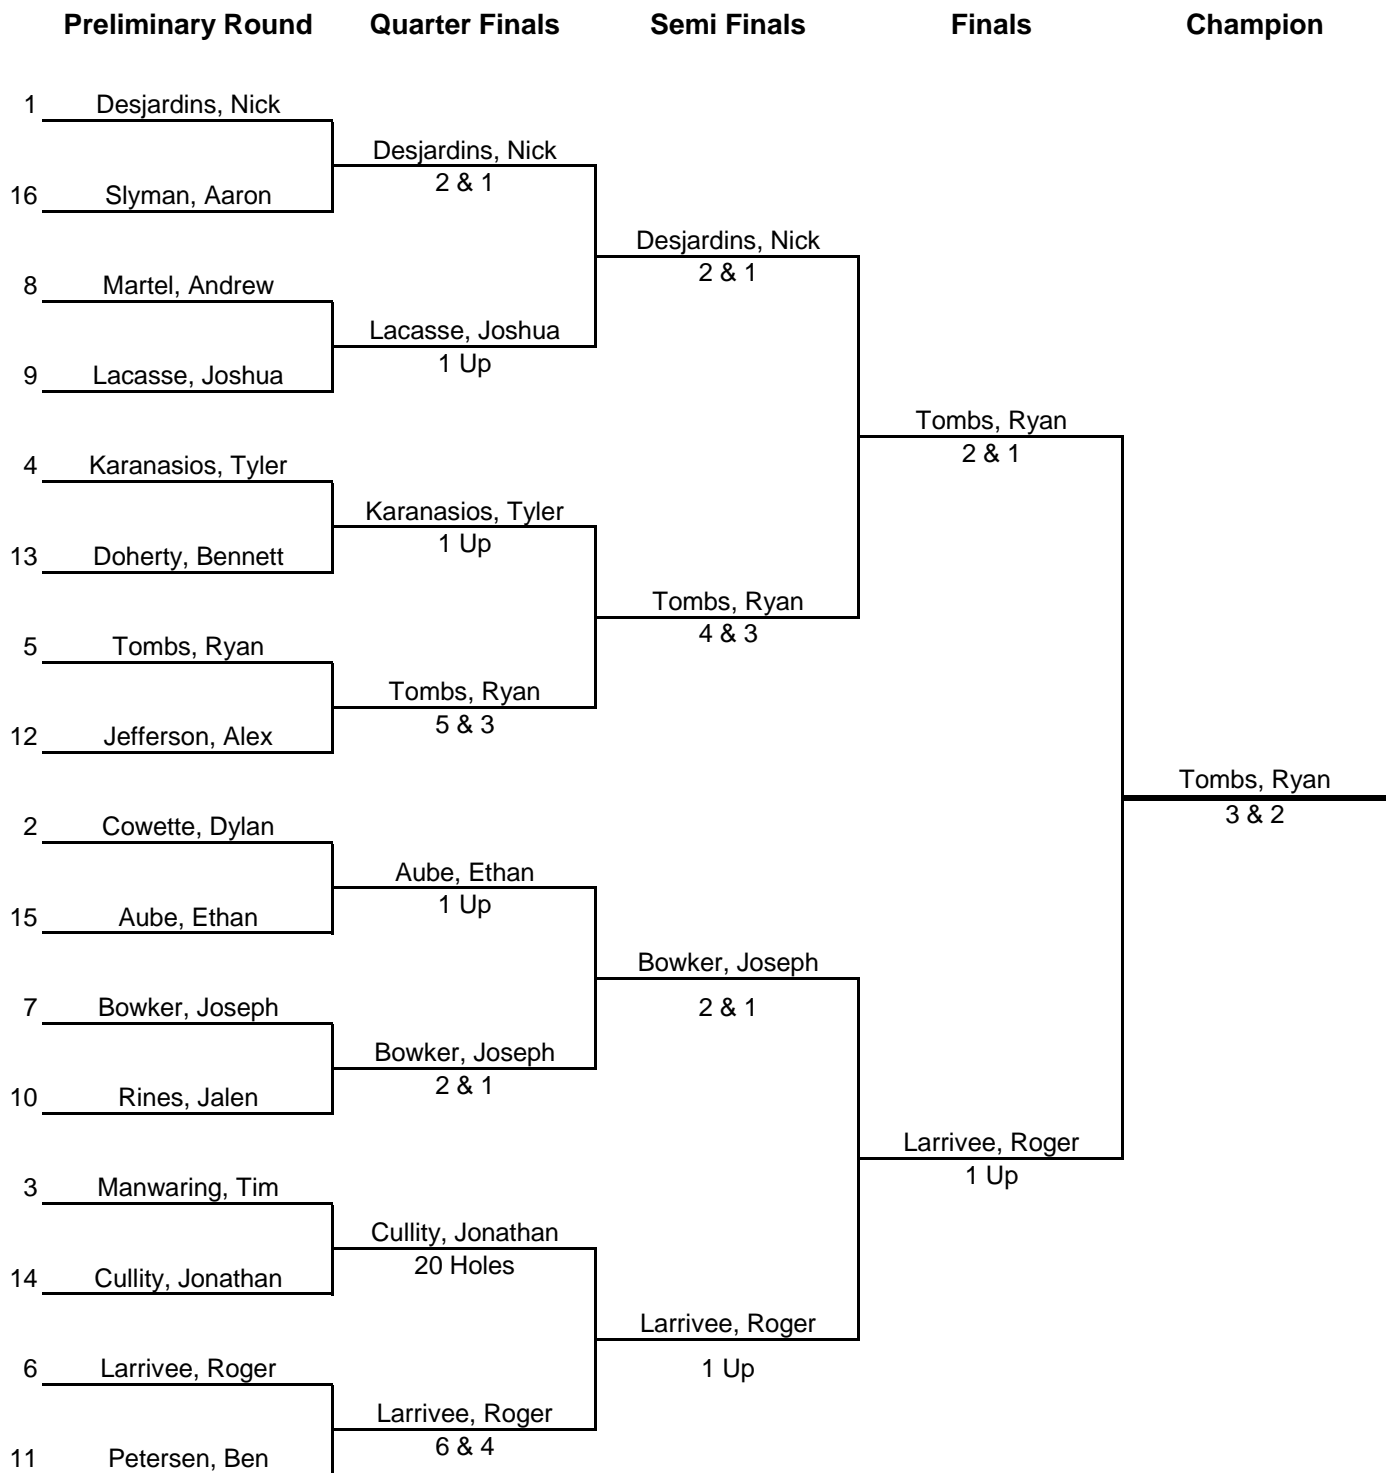 Preliminary Round Quarter Finals Semi Finals Finals Champion
1 Desjardins, Nick
Desjardins, Nick
2 & 1
16 Slyman, Aaron
Desjardins, Nick
2 & 1
8 Martel, Andrew
Lacasse, Joshua
1 Up
9 Lacasse, Joshua
Tombs, Ryan
2 & 1
4 Karanasios, Tyler
Karanasios, Tyler
1 Up
13 Doherty, Bennett
Tombs, Ryan
4 & 3
5 Tombs, Ryan
Tombs, Ryan
5 & 3
12 Jefferson, Alex
Tombs, Ryan
3 & 2
2 Cowette, Dylan
Aube, Ethan
1 Up
15 Aube, Ethan
Bowker, Joseph
2 & 1
7 Bowker, Joseph
Bowker, Joseph
2 & 1
10 Rines, Jalen
Larrivee, Roger
1 Up
3 Manwaring, Tim
Cullity, Jonathan
20 Holes
14 Cullity, Jonathan
Larrivee, Roger
1 Up
6 Larrivee, Roger
Larrivee, Roger
6 & 4
11 Petersen, Ben